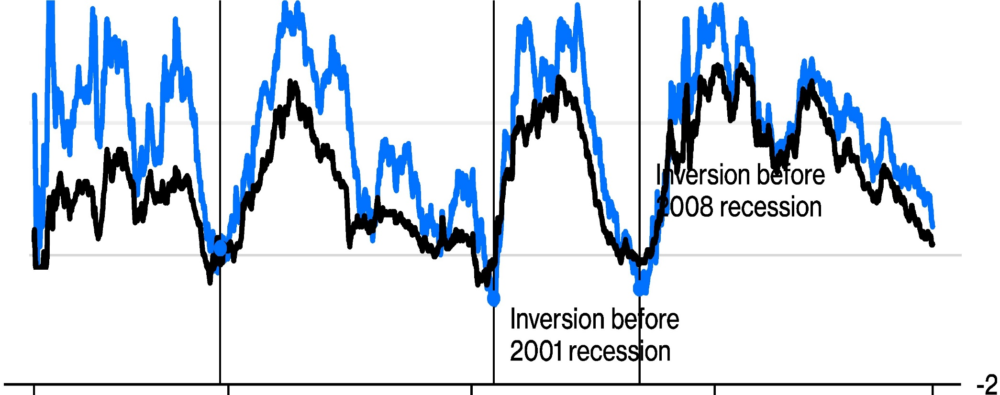 Inversion before
2008 recession
Inversion before
2001 recession
-2